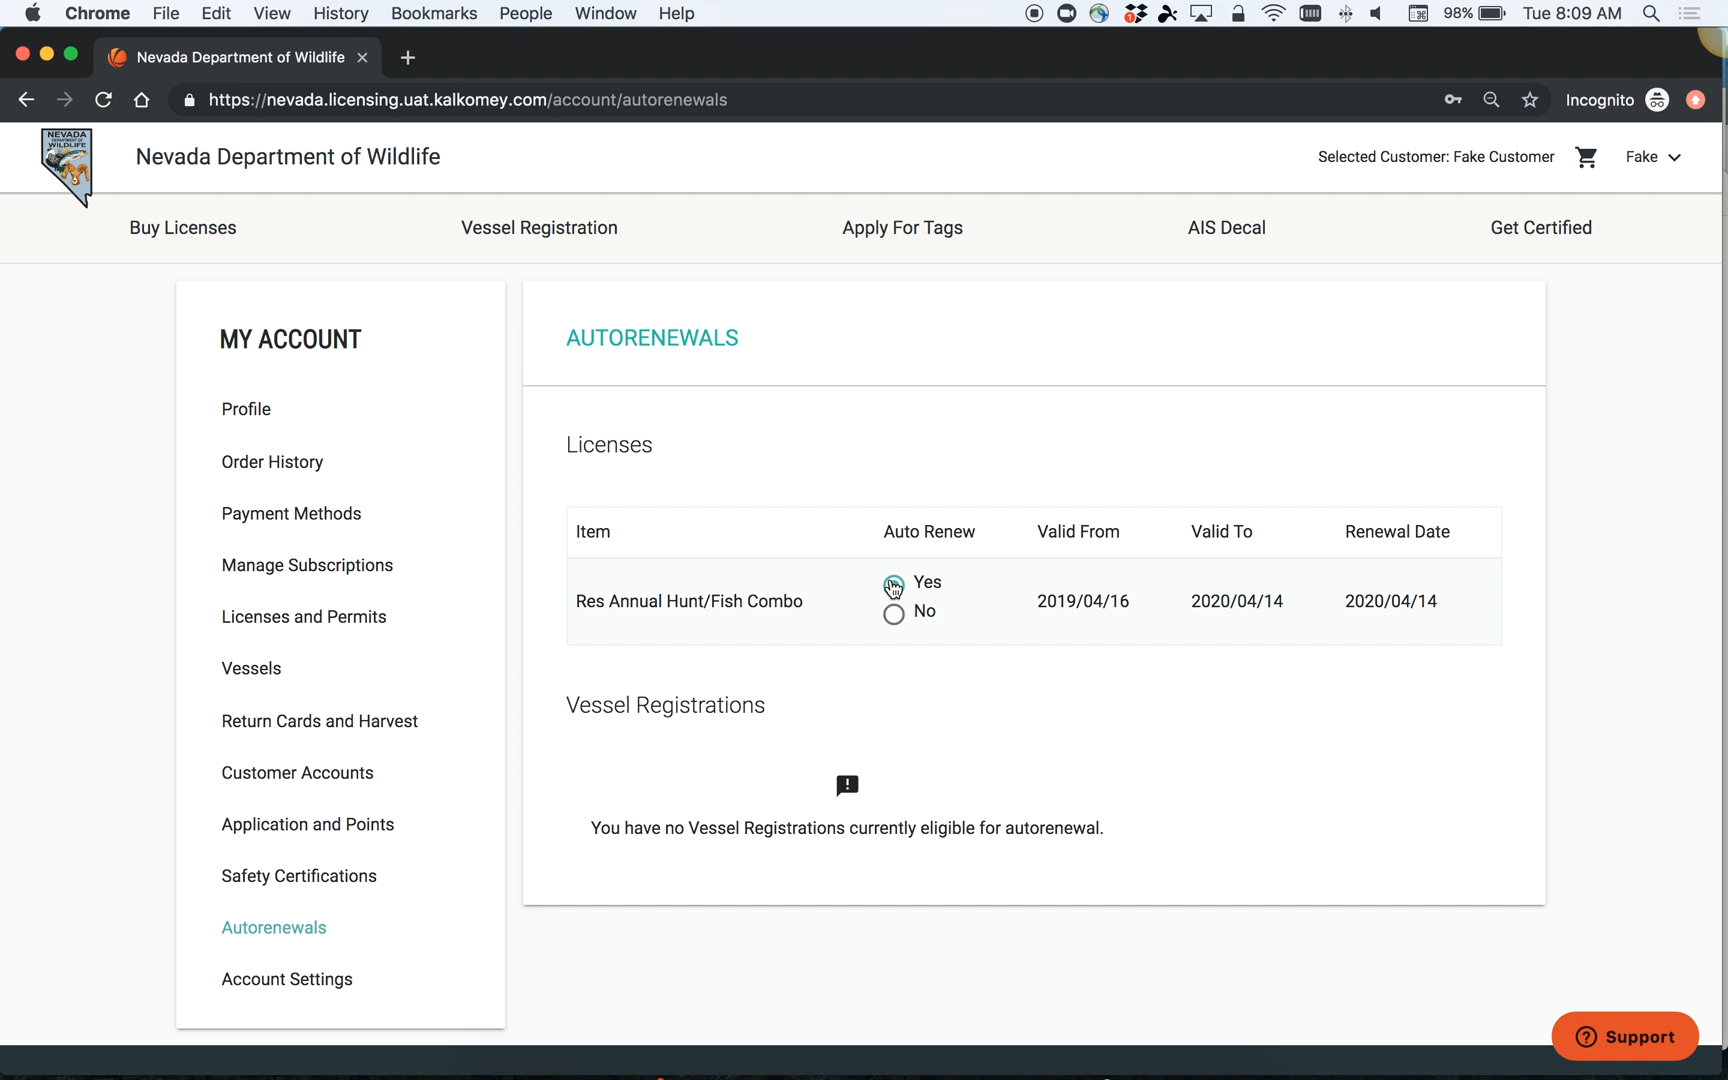 Chrome File Edit View History Bookmarks People Window Help 1 98% Tue 8:09 AM
Nevada Department of Wildlife
https://nevada.licensing.uat.kalkomey.com/account/autorenewals Incognito
NEVADA
WILDLIFE
Nevada Department of Wildlife Selected Customer: Fake Customer Fake
Buy Licenses Vessel Registration Apply For Tags AIS Decal Get Certified
MY ACCOUNT
Profile
Order History
Payment Methods
Manage Subscriptions
Licenses and Permits
Vessels
Return Cards and Harvest
Customer Accounts
Application and Points
Safety Certifications
Autorenewals
Account Settings
AUTORENEWALS
Licenses
Item Auto Renew Valid From Valid To Renewal Date
Res Annual Hunt/Fish Combo Yes No 2019/04/16 2020/04/14 2020/04/14
Vessel Registrations
You have no Vessel Registrations currently eligible for autorenewal.
Support